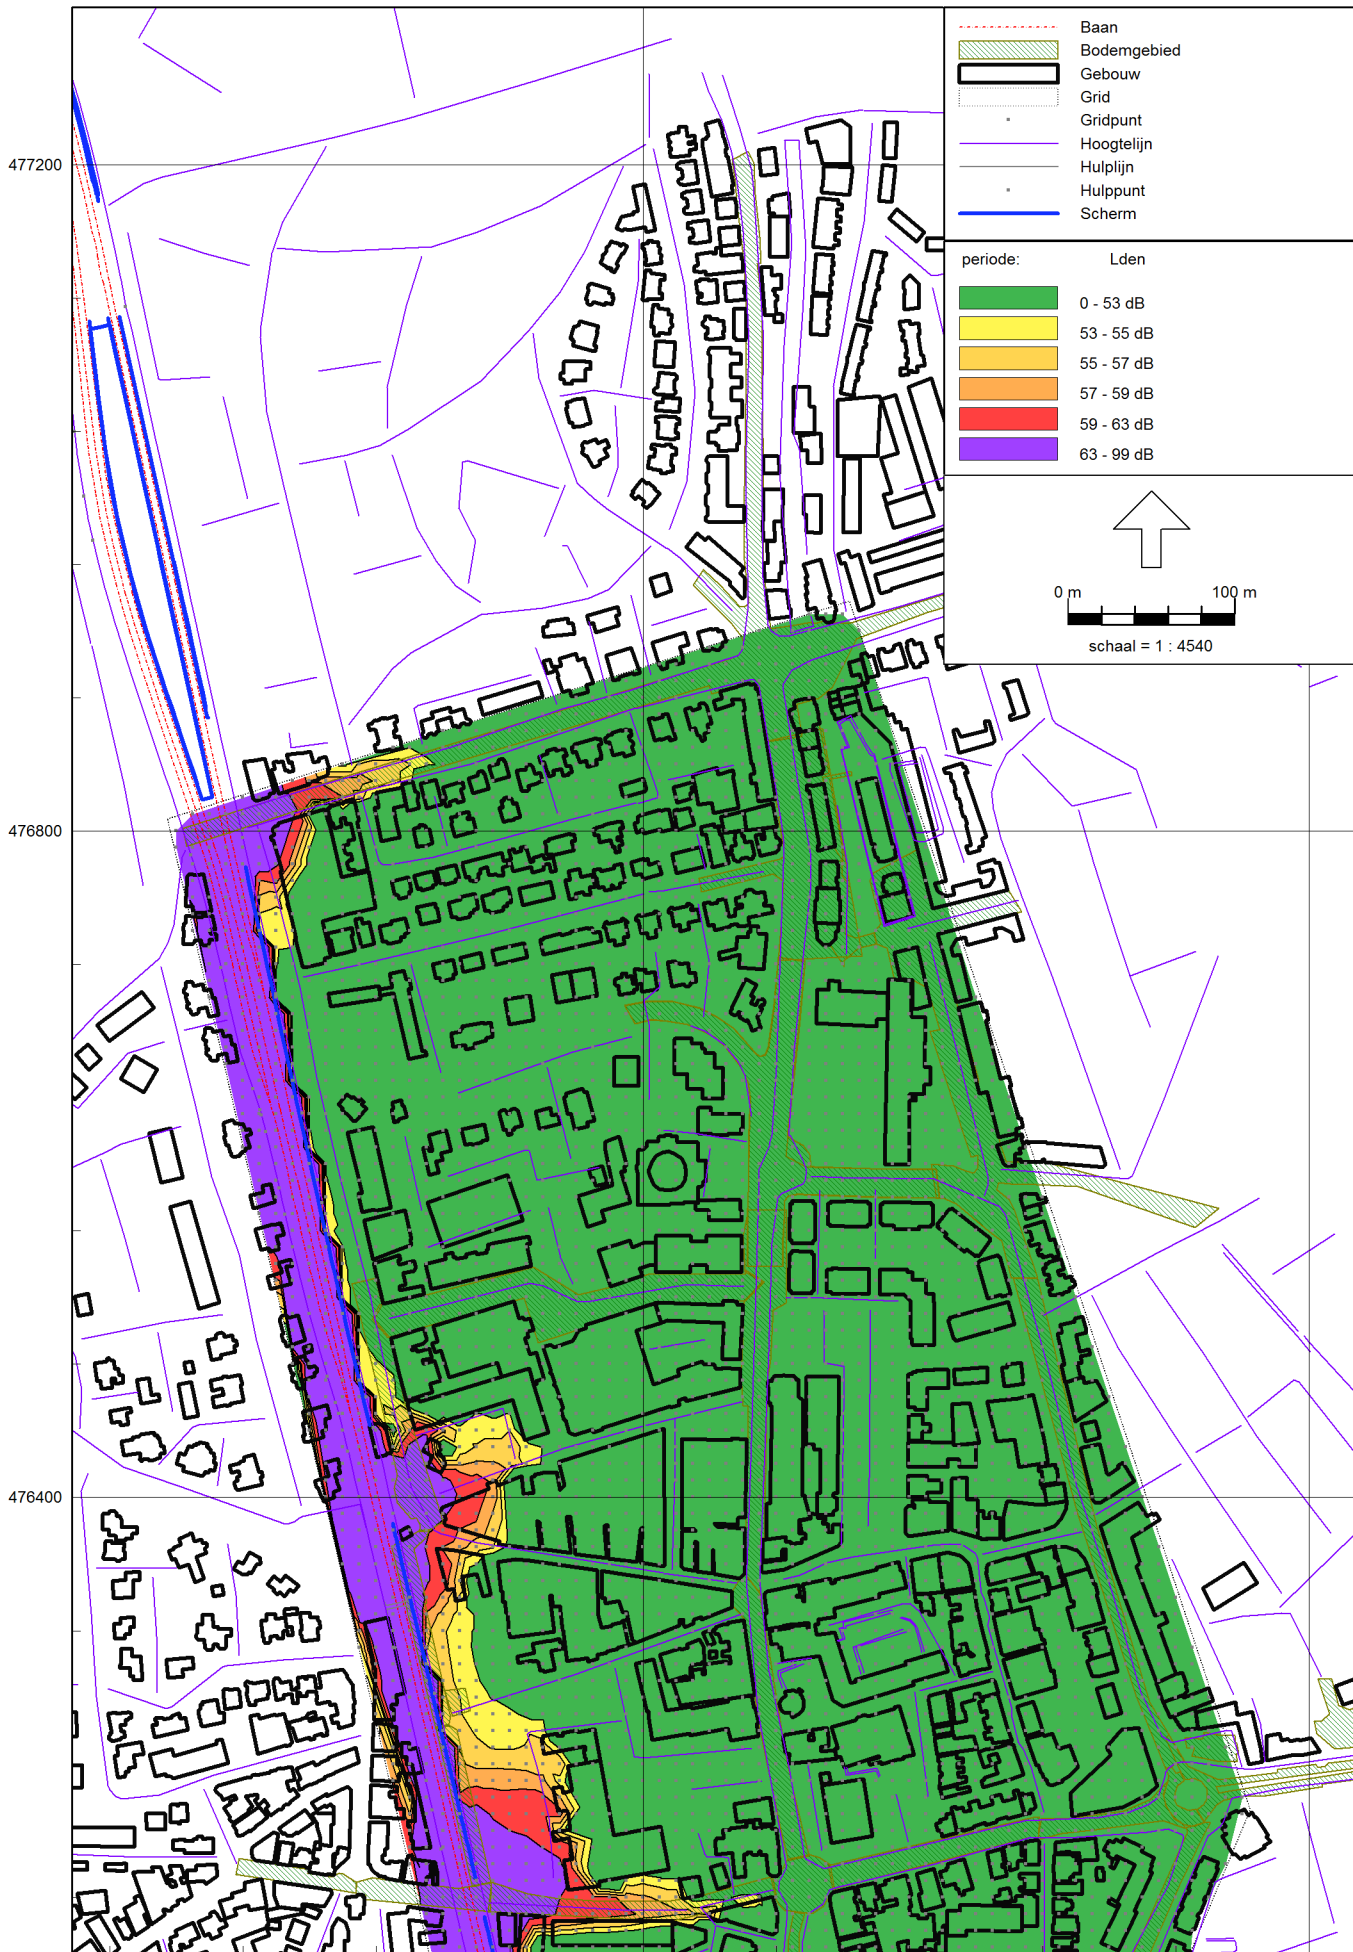 Baan
Bodemgebied
Gebouw
Grid
Gridpunt
Hoogtelijn
Hulplijn
Hulppunt
Scherm
periode: Lden
0 - 53 dB
53 - 55 dB
55 - 57 dB
57 - 59 dB
59 - 63 dB
63 - 99 dB
0 m 100 m
schaal = 1 : 4540
477200
476800
476400